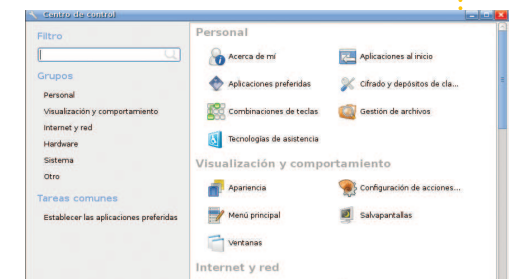 Centro de control
Filtro
Grupos
Personal
Visualización y comportamiento
Internet y red
Hardware
Sistema
Otro
Tareas comunes
Establecer las aplicaciones preferidas
Personal
Acerca de mí
Aplicaciones al inicio
Aplicaciones preferidas
Cifrado y depósitos de cla...
Combinaciones de teclas
Gestión de archivos
Tecnologías de asistencia
Visualización y comportamiento
Apariencia
Configuración de acciones...
Menú principal
Salvapantallas
Ventanas
Internet y red